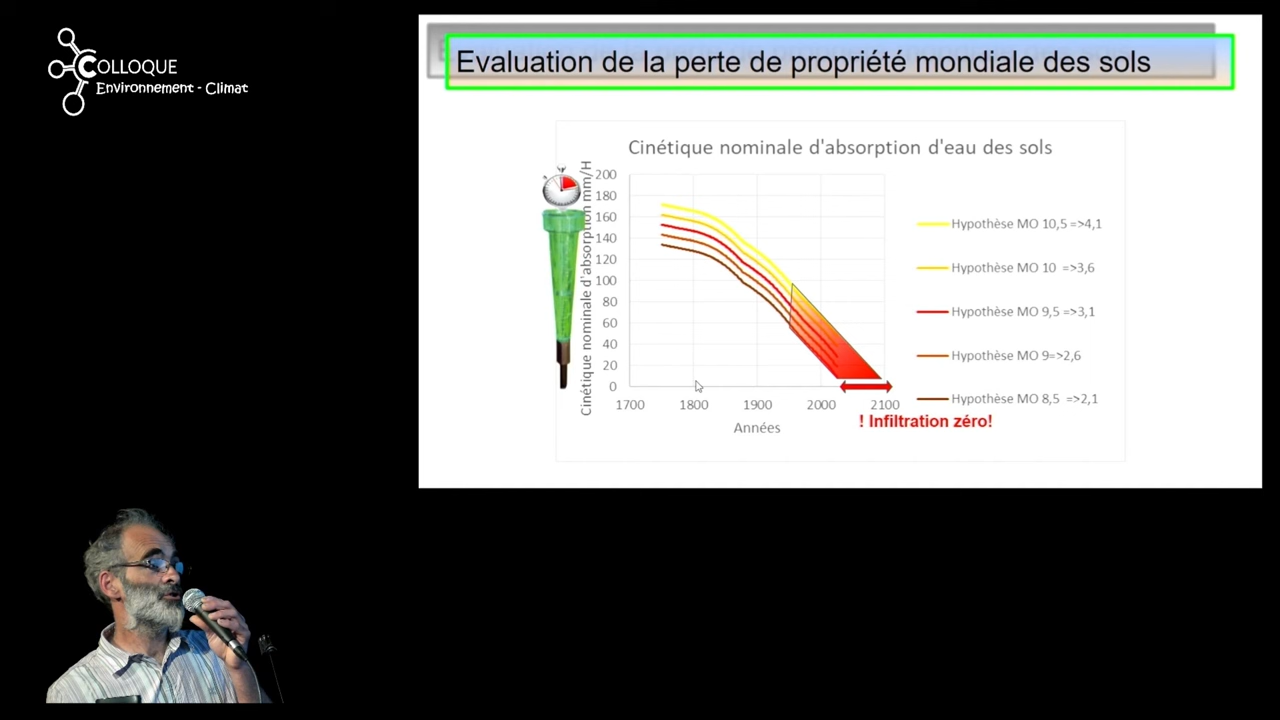 COLLOQUE
Environnement - Climat
Evaluation de la perte de propriété mondiale des sols
Cinétique nominale d'absorption d'eau des sols
Cinétique nominale d'absorption mm/H
200
180
160
140
120
100
80
60
40
20
0
1700 1800 1900 2000 2100
Années
! Infiltration zéro!
Hypothèse MO 10,5 =>4,1
Hypothèse MO 10 =>3,6
Hypothèse MO 9,5 =>3,1
Hypothèse MO 9=>2,6
Hypothèse MO 8,5 =>2,1